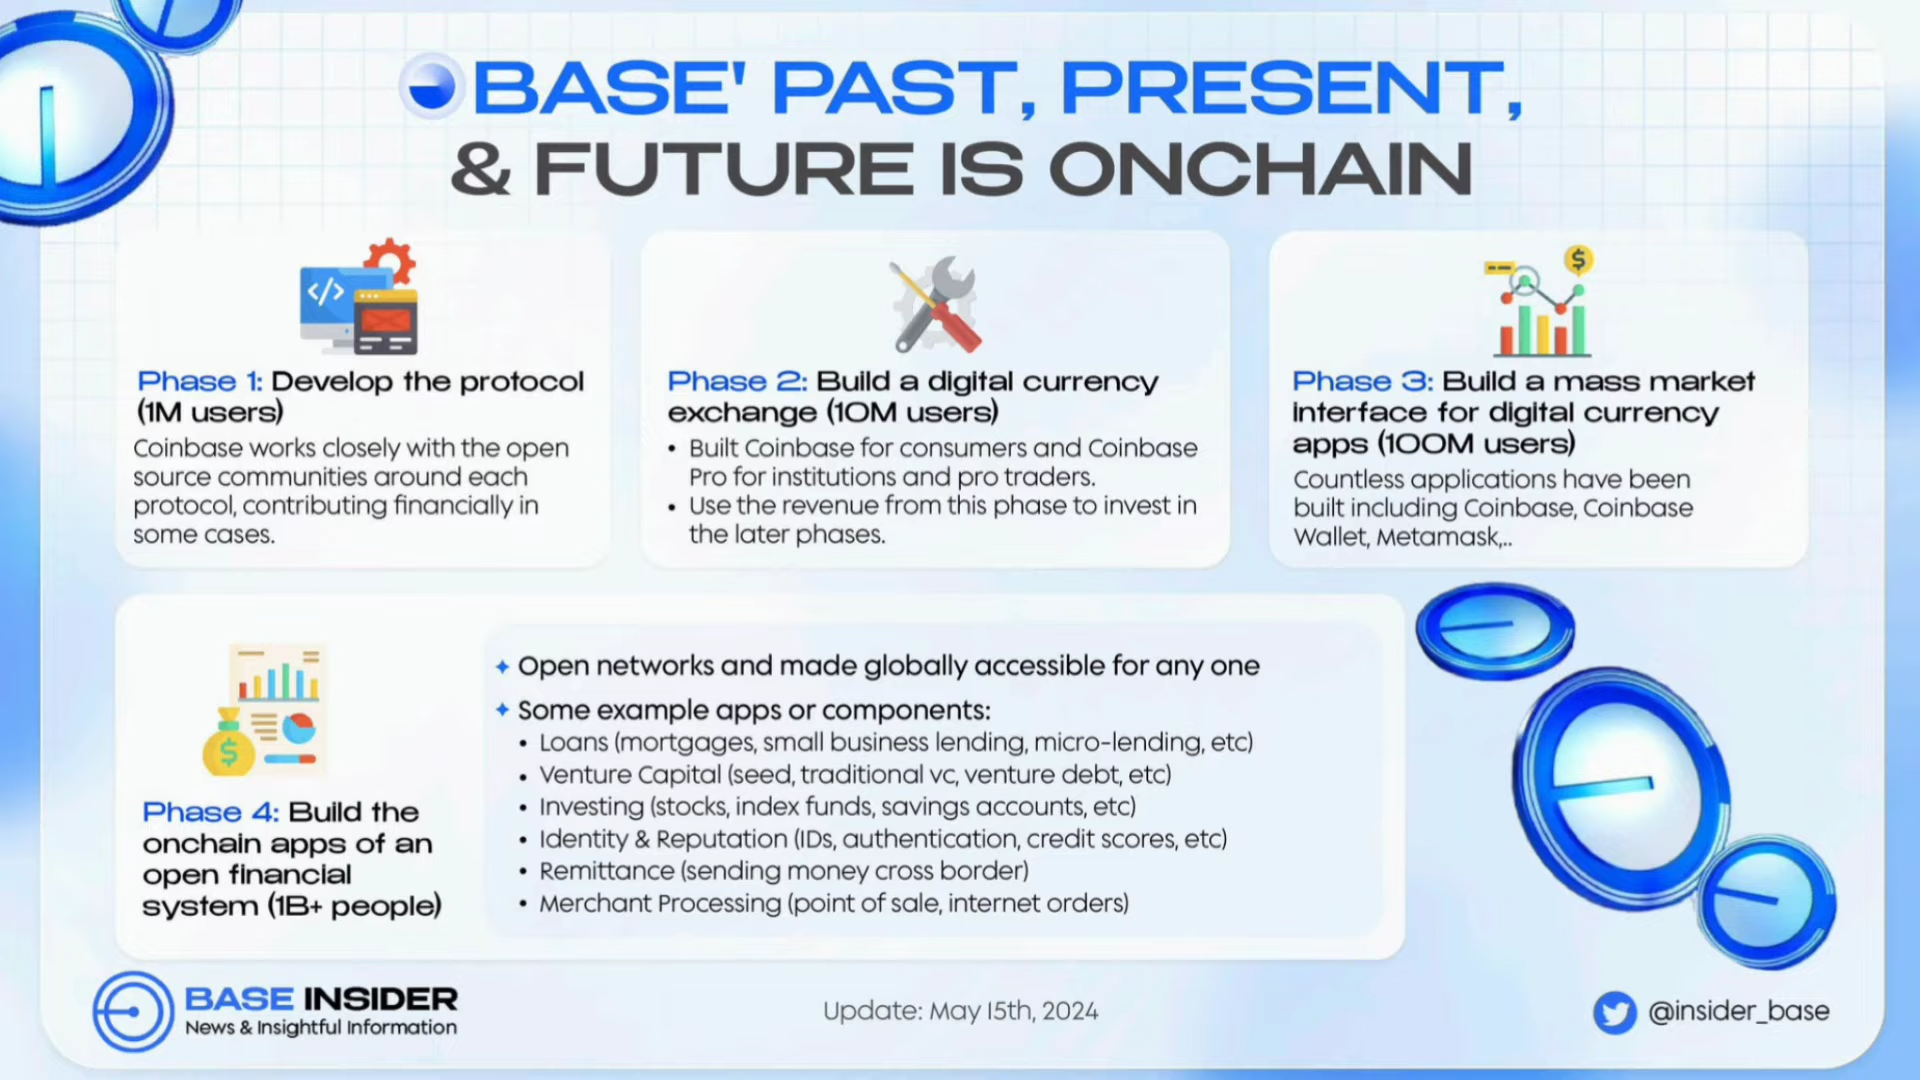 BASE' PAST, PRESENT,
& FUTURE IS ONCHAIN
</>
Phase 1: Develop the protocol
(1M users)
Coinbase works closely with the open
source communities around each
protocol, contributing financially in
some cases.
Phase 2: Build a digital currency
exchange (10M users)
• Built Coinbase for consumers and Coinbase
Pro for institutions and pro traders.
• Use the revenue from this phase to invest in
the later phases.
$
Phase 3: Build a mass market
interface for digital currency
apps (100M users)
Countless applications have been
built including Coinbase, Coinbase
Wallet, Metamask,..
$
Phase 4: Build the
onchain apps of an
open financial
system (1B+ people)
✦ Open networks and made globally accessible for any one
✦ Some example apps or components:
• Loans (mortgages, small business lending, micro-lending, etc)
• Venture Capital (seed, traditional vc, venture debt, etc)
• Investing (stocks, index funds, savings accounts, etc)
• Identity & Reputation (IDs, authentication, credit scores, etc)
• Remittance (sending money cross border)
• Merchant Processing (point of sale, internet orders)
BASE INSIDER
News & Insightful Information
Update: May 15th, 2024
@insider_base